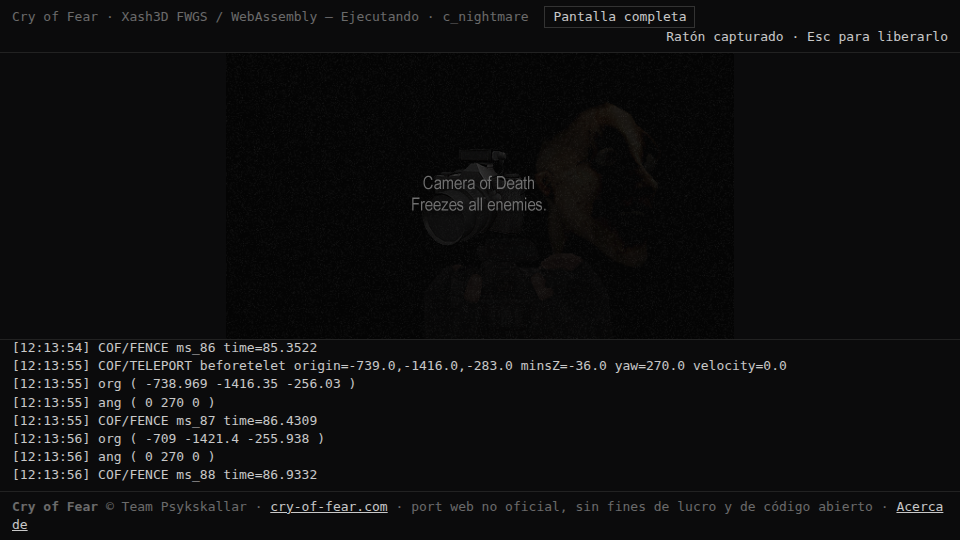 Cry of Fear · Xash3D FWGS / WebAssembly — Ejecutando · c_nightmare
Pantalla completa
Ratón capturado · Esc para liberarlo
Camera of Death
Freezes all enemies.
[12:13:54] COF/FENCE ms_86 time=85.3522
[12:13:55] COF/TELEPORT beforetelet origin=-739.0,-1416.0,-283.0 minsZ=-36.0 yaw=270.0 velocity=0.0
[12:13:55] org ( -738.969 -1416.35 -256.03 )
[12:13:55] ang ( 0 270 0 )
[12:13:55] COF/FENCE ms_87 time=86.4309
[12:13:56] org ( -709 -1421.4 -255.938 )
[12:13:56] ang ( 0 270 0 )
[12:13:56] COF/FENCE ms_88 time=86.9332
Cry of Fear © Team Psykskallar · cry-of-fear.com · port web no oficial, sin fines de lucro y de código abierto · Acerca
de